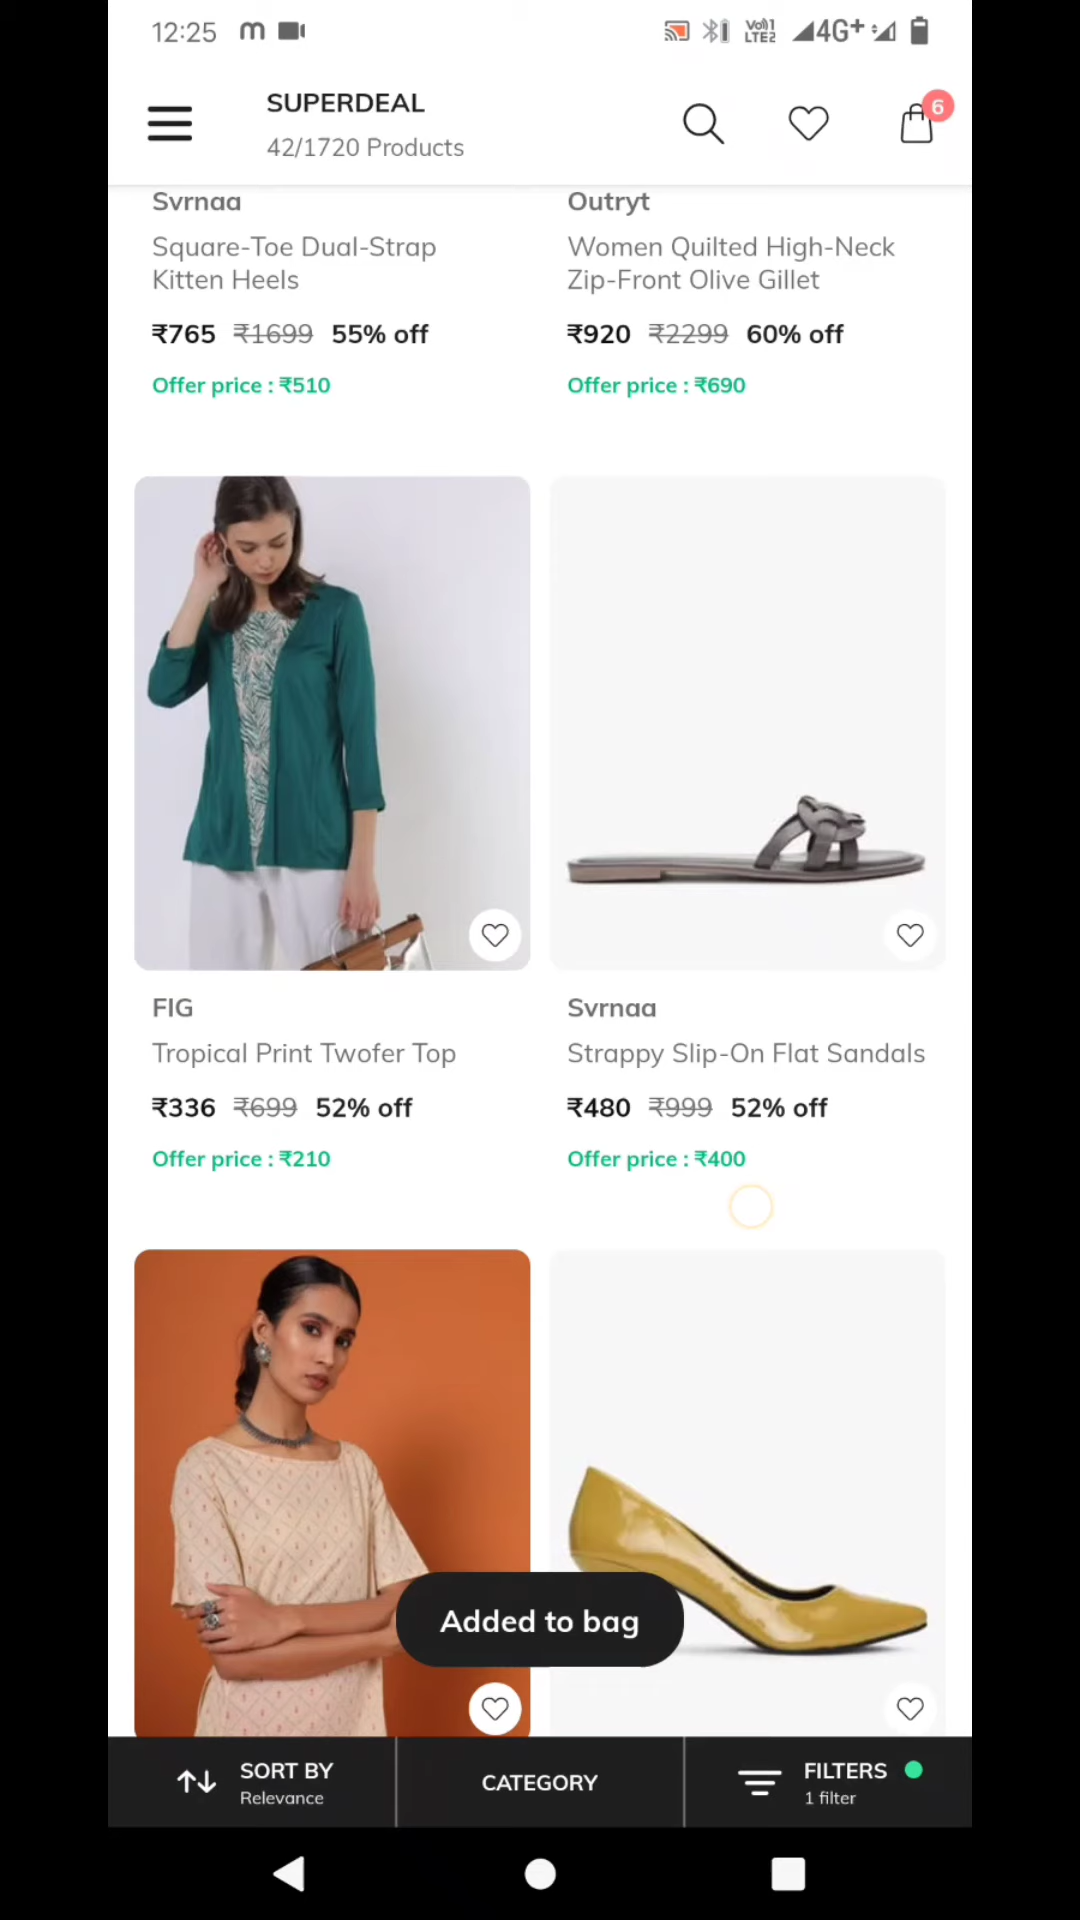 12:25
Vo))1
LTE2
4G+
SUPERDEAL
42/1720 Products
6
Svrnaa
Square-Toe Dual-Strap
Kitten Heels
₹765 ₹1699 55% off
Offer price : ₹510
Outryt
Women Quilted High-Neck
Zip-Front Olive Gillet
₹920 ₹2299 60% off
Offer price : ₹690
FIG
Tropical Print Twofer Top
₹336 ₹699 52% off
Offer price : ₹210
Svrnaa
Strappy Slip-On Flat Sandals
₹480 ₹999 52% off
Offer price : ₹400
Added to bag
SORT BY
Relevance
CATEGORY
FILTERS
1 filter